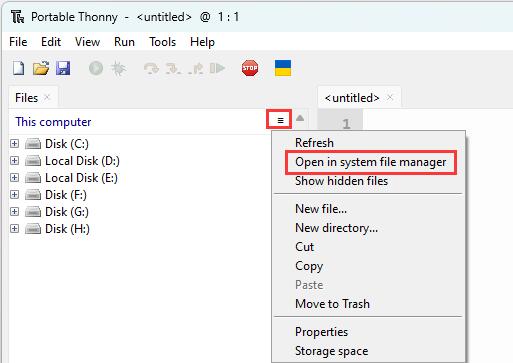 Portable Thonny - <untitled> @ 1 : 1
File Edit View Run Tools Help
STOP
Files
<untitled>
This computer
1
Disk (C:)
Local Disk (D:)
Local Disk (E:)
Disk (F:)
Disk (G:)
Disk (H:)
Refresh
Open in system file manager
Show hidden files
New file...
New directory...
Cut
Copy
Paste
Move to Trash
Properties
Storage space